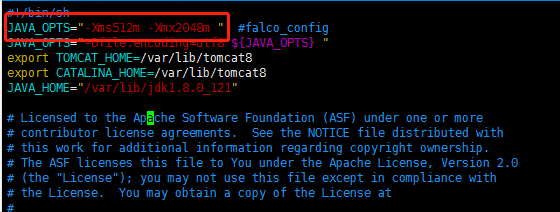 #!/bin/sh
JAVA_OPTS="-Xms512m -Xmx2048m " #falco_config
JAVA_OPTS="-Dfile.encoding=utf8 ${JAVA_OPTS} "
export TOMCAT_HOME=/var/lib/tomcat8
export CATALINA_HOME=/var/lib/tomcat8
JAVA_HOME="/var/lib/jdk1.8.0_121"
# Licensed to the Apache Software Foundation (ASF) under one or more
# contributor license agreements.  See the NOTICE file distributed with
# this work for additional information regarding copyright ownership.
# The ASF licenses this file to You under the Apache License, Version 2.0
# (the "License"); you may not use this file except in compliance with
# the License.  You may obtain a copy of the License at
#